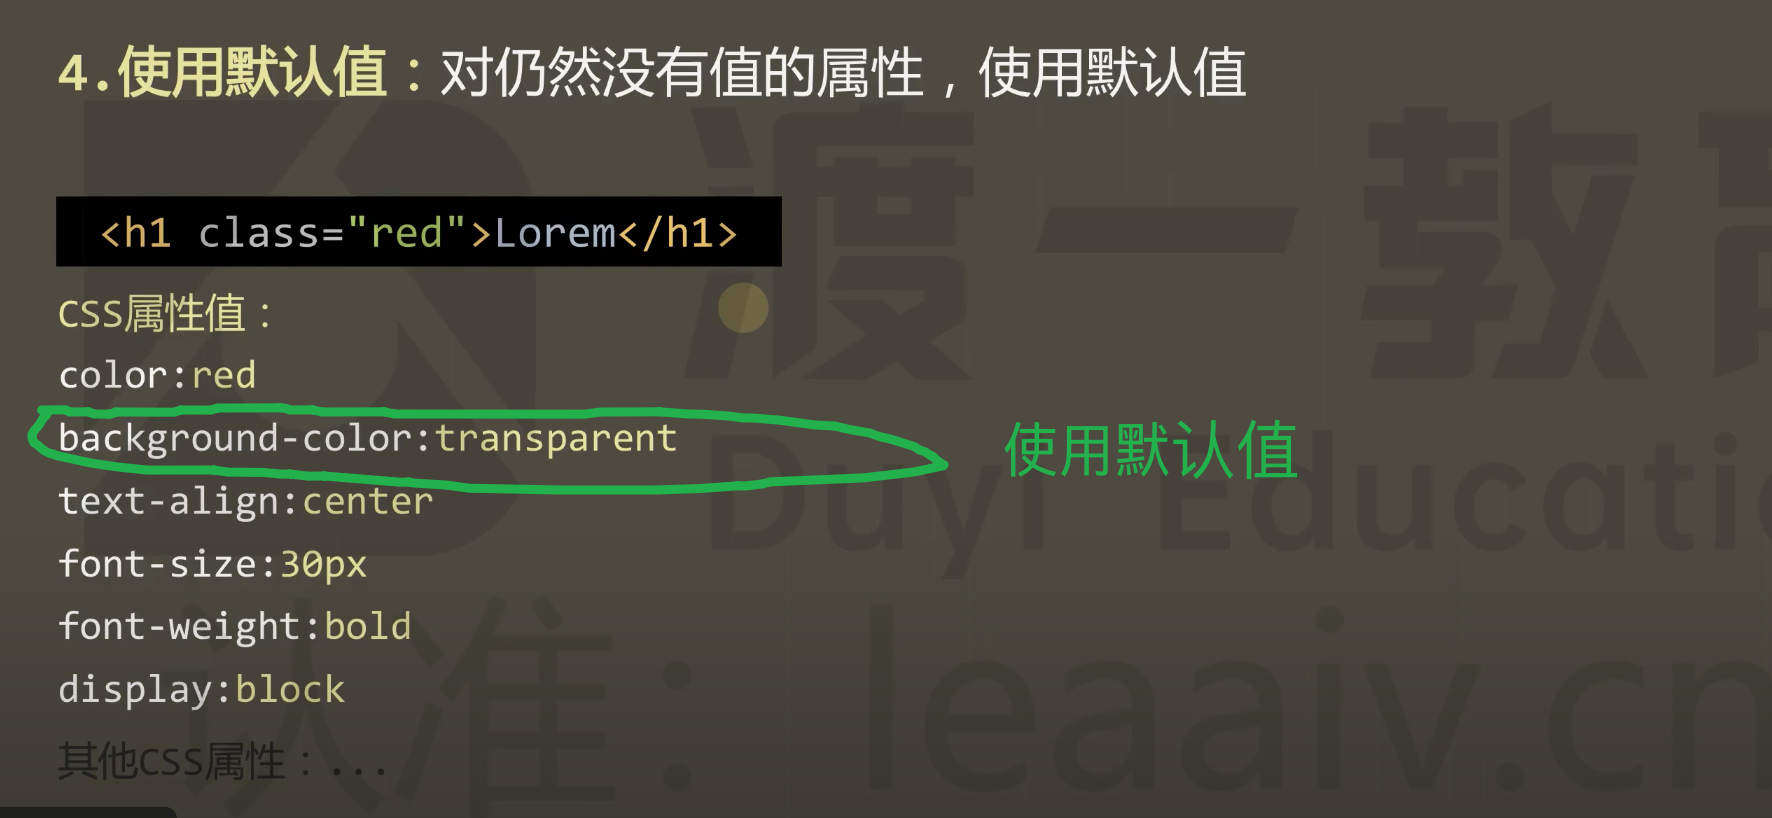 4.使用默认值：对仍然没有值的属性，使用默认值
<h1 class="red">Lorem</h1>
CSS属性值：
color:red
background-color:transparent
使用默认值
text-align:center
font-size:30px
font-weight:bold
display:block
其他CSS属性：...
渡一教育
Duyi Educatio
认准：leaaiv.cn